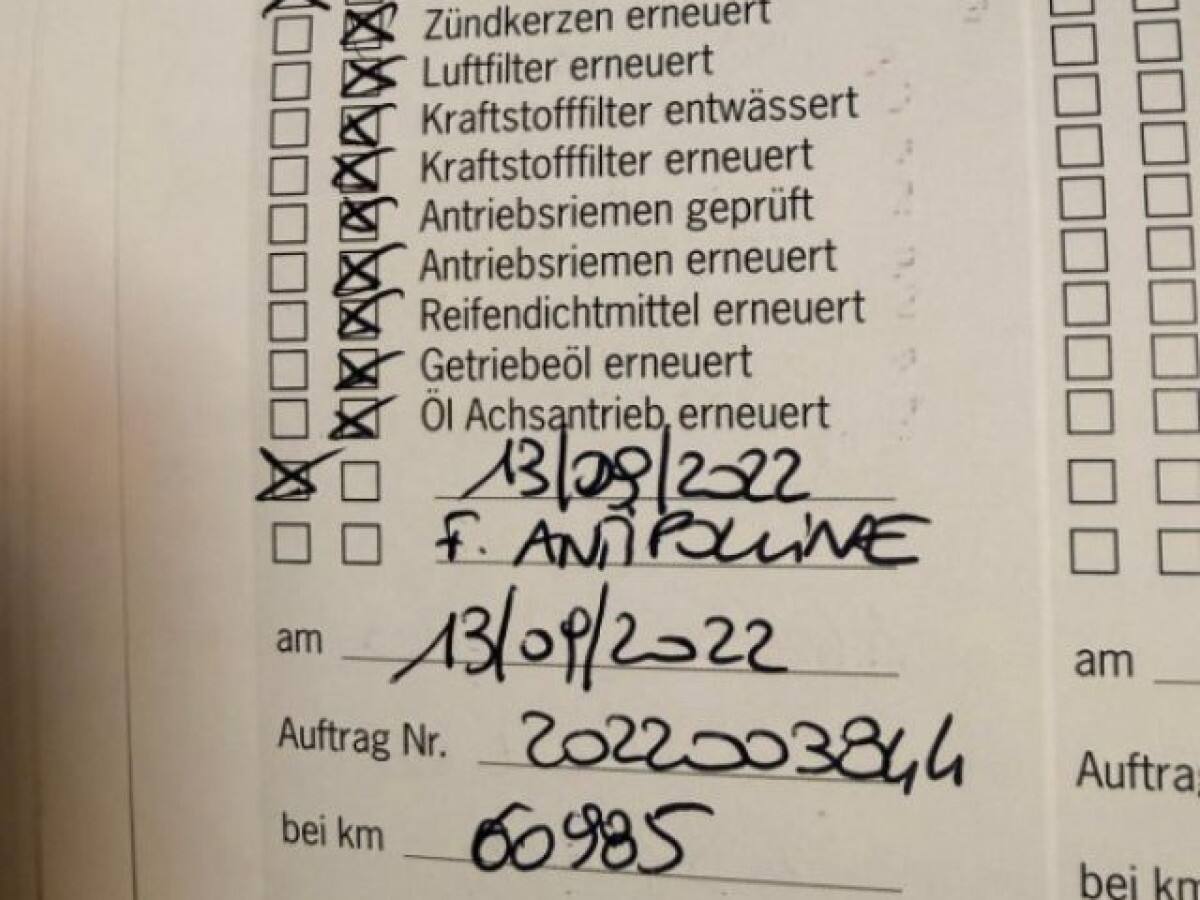 Zündkerzen erneuert
Luftfilter erneuert
Kraftstofffilter entwässert
Kraftstofffilter erneuert
Antriebsriemen geprüft
Antriebsriemen erneuert
Reifendichtmittel erneuert
Getriebeöl erneuert
Öl Achsantrieb erneuert
13/09/2022
F. ANTIPOLLINE
am 13/09/2022
Auftrag Nr. 2022003844
bei km 60985
am
Auftra
bei km